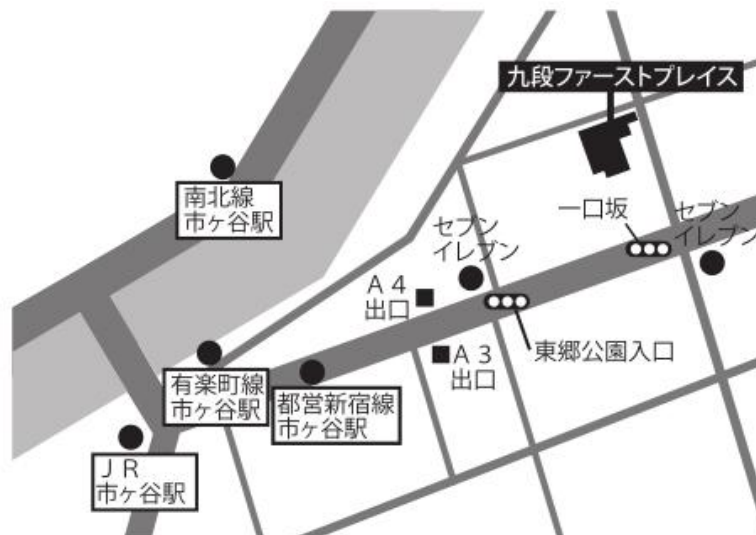 九段ファーストプレイス
南北線
市ヶ谷駅
一口坂
セブン
イレブン
セブン
イレブン
A4
出口
東郷公園入口
A3
出口
有楽町線
市ヶ谷駅
都営新宿線
市ヶ谷駅
JR
市ヶ谷駅